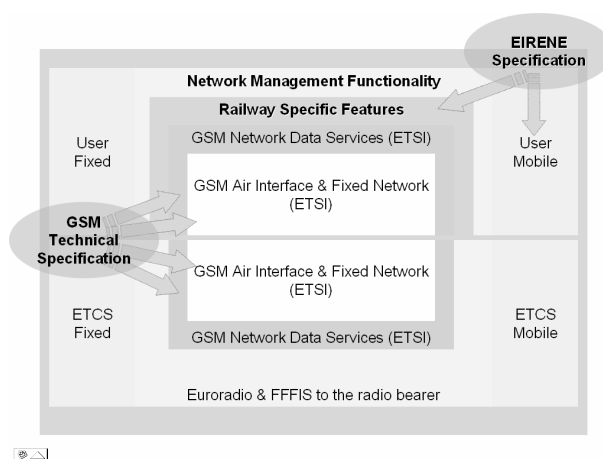 EIRENE
Specification
Network Management Functionality
Railway Specific Features
GSM Network Data Services (ETSI)
User
Fixed
User
Mobile
GSM Air Interface & Fixed Network
(ETSI)
GSM
Technical
Specification
GSM Air Interface & Fixed Network
(ETSI)
ETCS
Fixed
ETCS
Mobile
GSM Network Data Services (ETSI)
Euroradio & FFFIS to the radio bearer